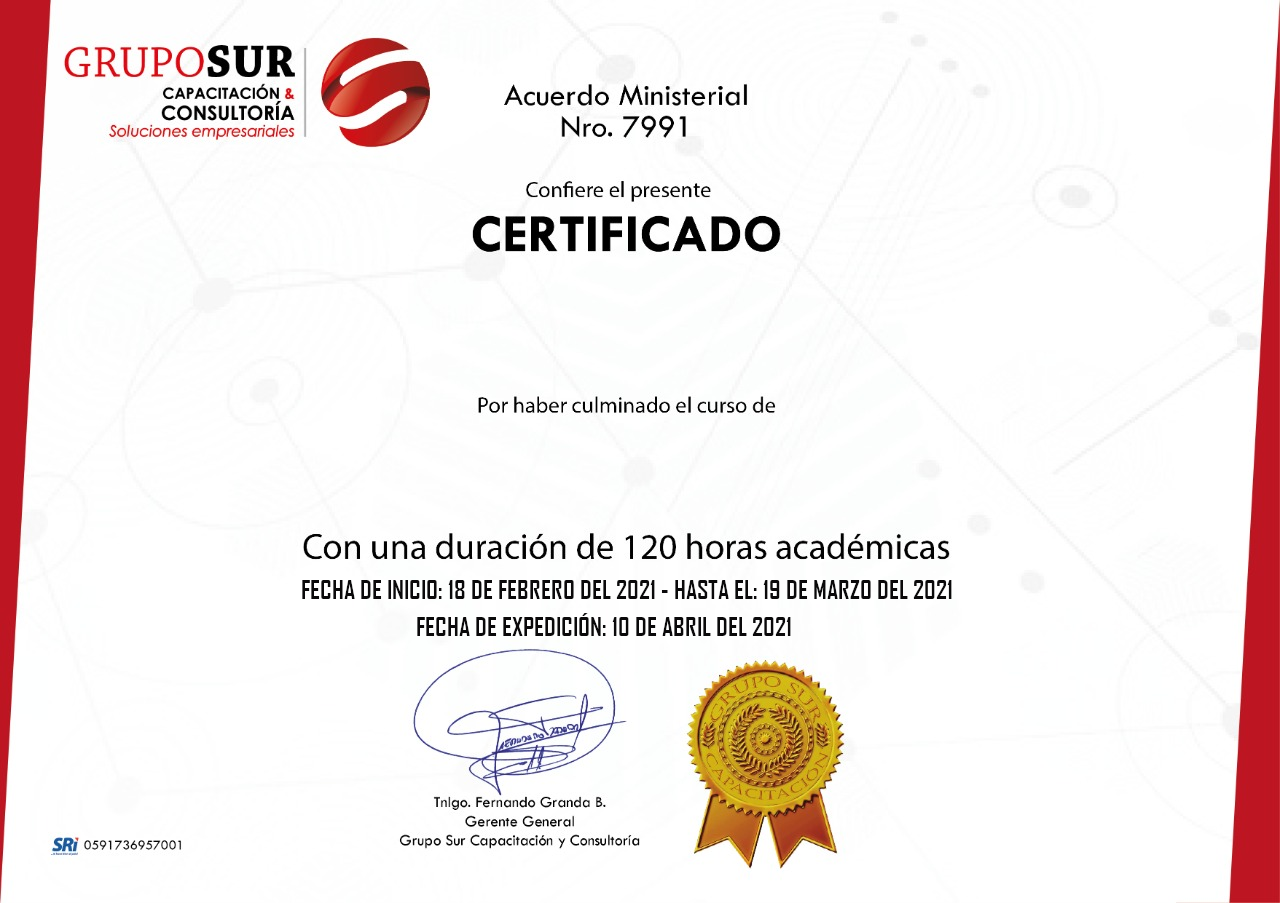 GRUPOSUR
CAPACITACIÓN &
CONSULTORÍA
Soluciones empresariales
Acuerdo Ministerial
Nro. 7991
Confiere el presente
CERTIFICADO
Por haber culminado el curso de
Con una duración de 120 horas académicas
FECHA DE INICIO: 18 DE FEBRERO DEL 2021 - HASTA EL: 19 DE MARZO DEL 2021
FECHA DE EXPEDICIÓN: 10 DE ABRIL DEL 2021
GRUPO SUR
CAPACITACIÓN
Tnlgo. Fernando Granda B.
Gerente General
Grupo Sur Capacitación y Consultoría
SRi 0591736957001